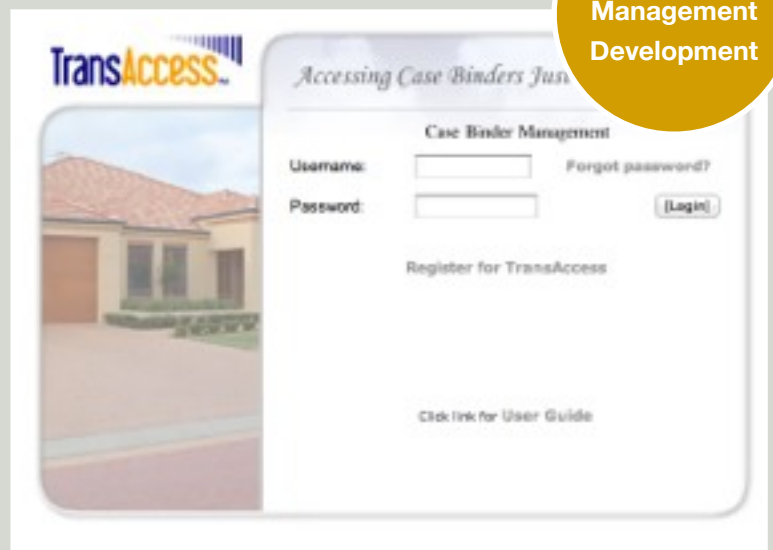 Management
Development
TransAccess
Accessing Case Binders Just
Case Binder Management
Username:
Forgot password?
Password:
[Login]
Register for TransAccess
Click link for User Guide